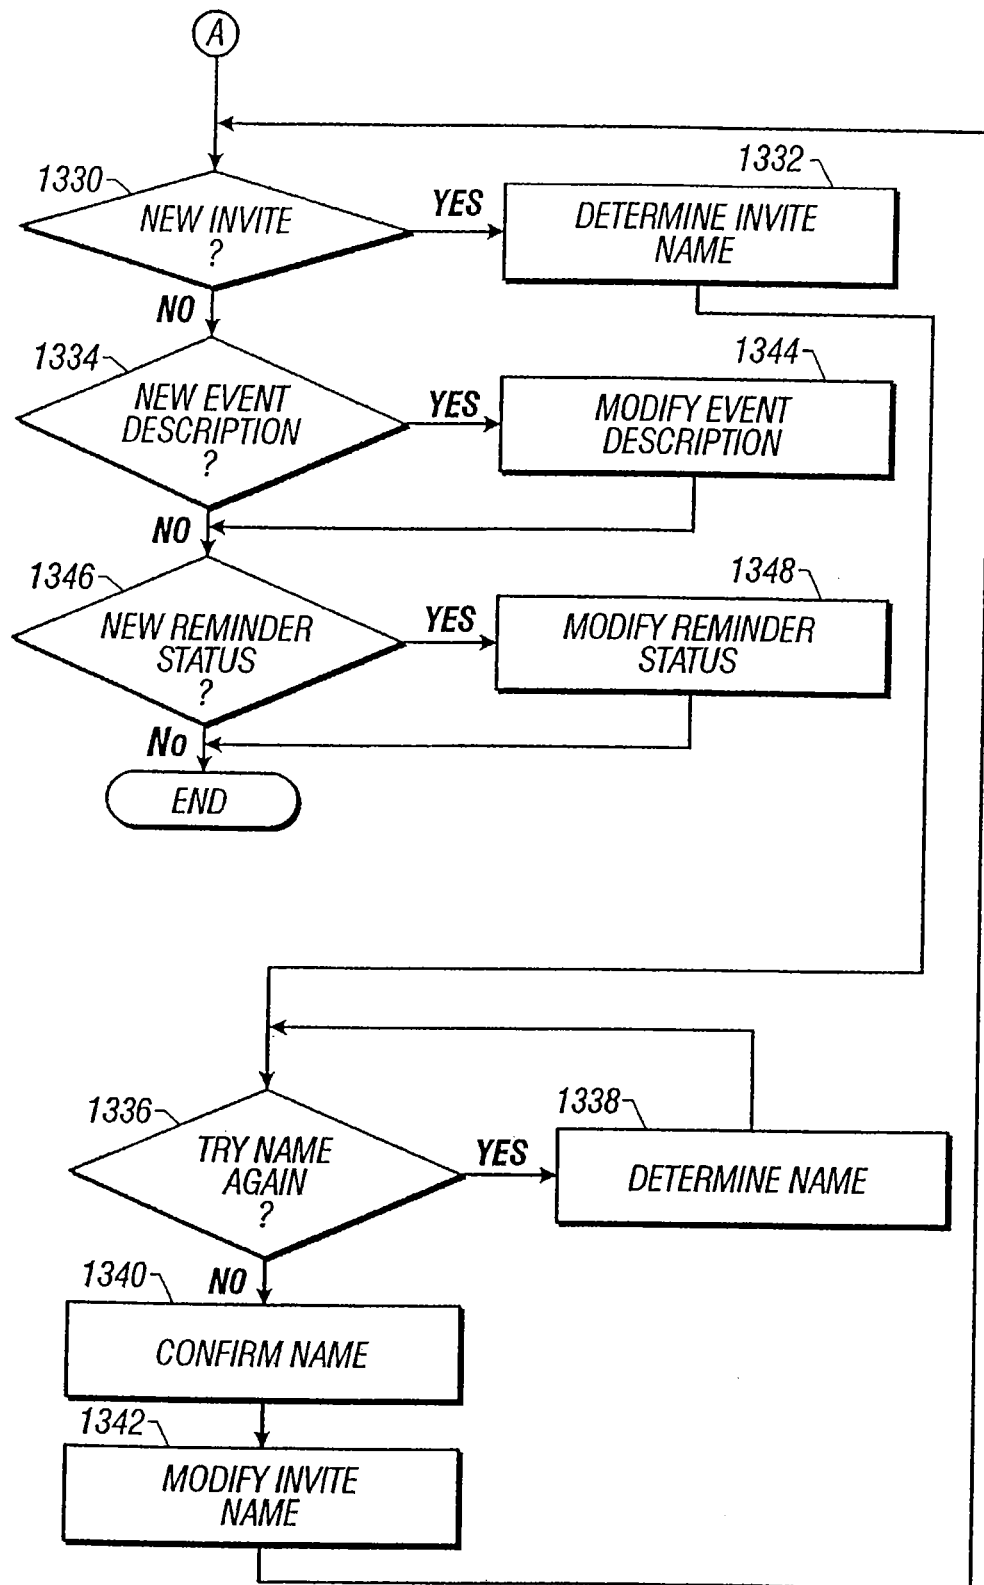 A
1330
NEW INVITE
?
YES
1332
DETERMINE INVITE
NAME
NO
1334
NEW EVENT
DESCRIPTION
?
YES
1344
MODIFY EVENT
DESCRIPTION
NO
1346
NEW REMINDER
STATUS
?
YES
1348
MODIFY REMINDER
STATUS
No
END
1336
TRY NAME
AGAIN
?
YES
1338
DETERMINE NAME
NO
1340
CONFIRM NAME
1342
MODIFY INVITE
NAME